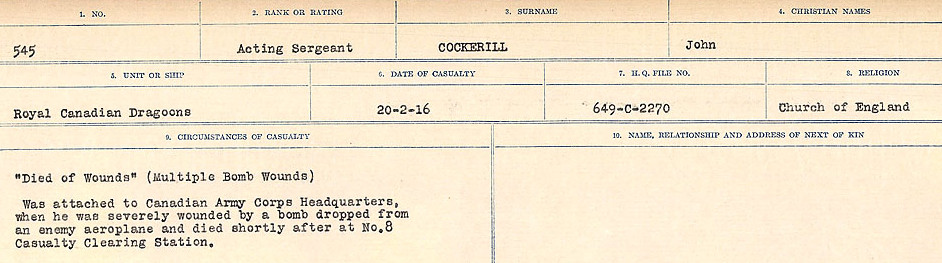 1. NO.
2. RANK OR RATING
3. SURNAME
4. CHRISTIAN NAMES
545
Acting Sergeant
COCKERILL
John
5. UNIT OR SHIP
6. DATE OF CASUALTY
7. H.Q. FILE NO.
8. RELIGION
Royal Canadian Dragoons
20-2-16
649-C-2270
Church of England
9. CIRCUMSTANCES OF CASUALTY
10. NAME, RELATIONSHIP AND ADDRESS OF NEXT OF KIN
"Died of Wounds" (Multiple Bomb Wounds)
Was attached to Canadian Army Corps Headquarters,
when he was severely wounded by a bomb dropped from
an enemy aeroplane and died shortly after at No.8
Casualty Clearing Station.